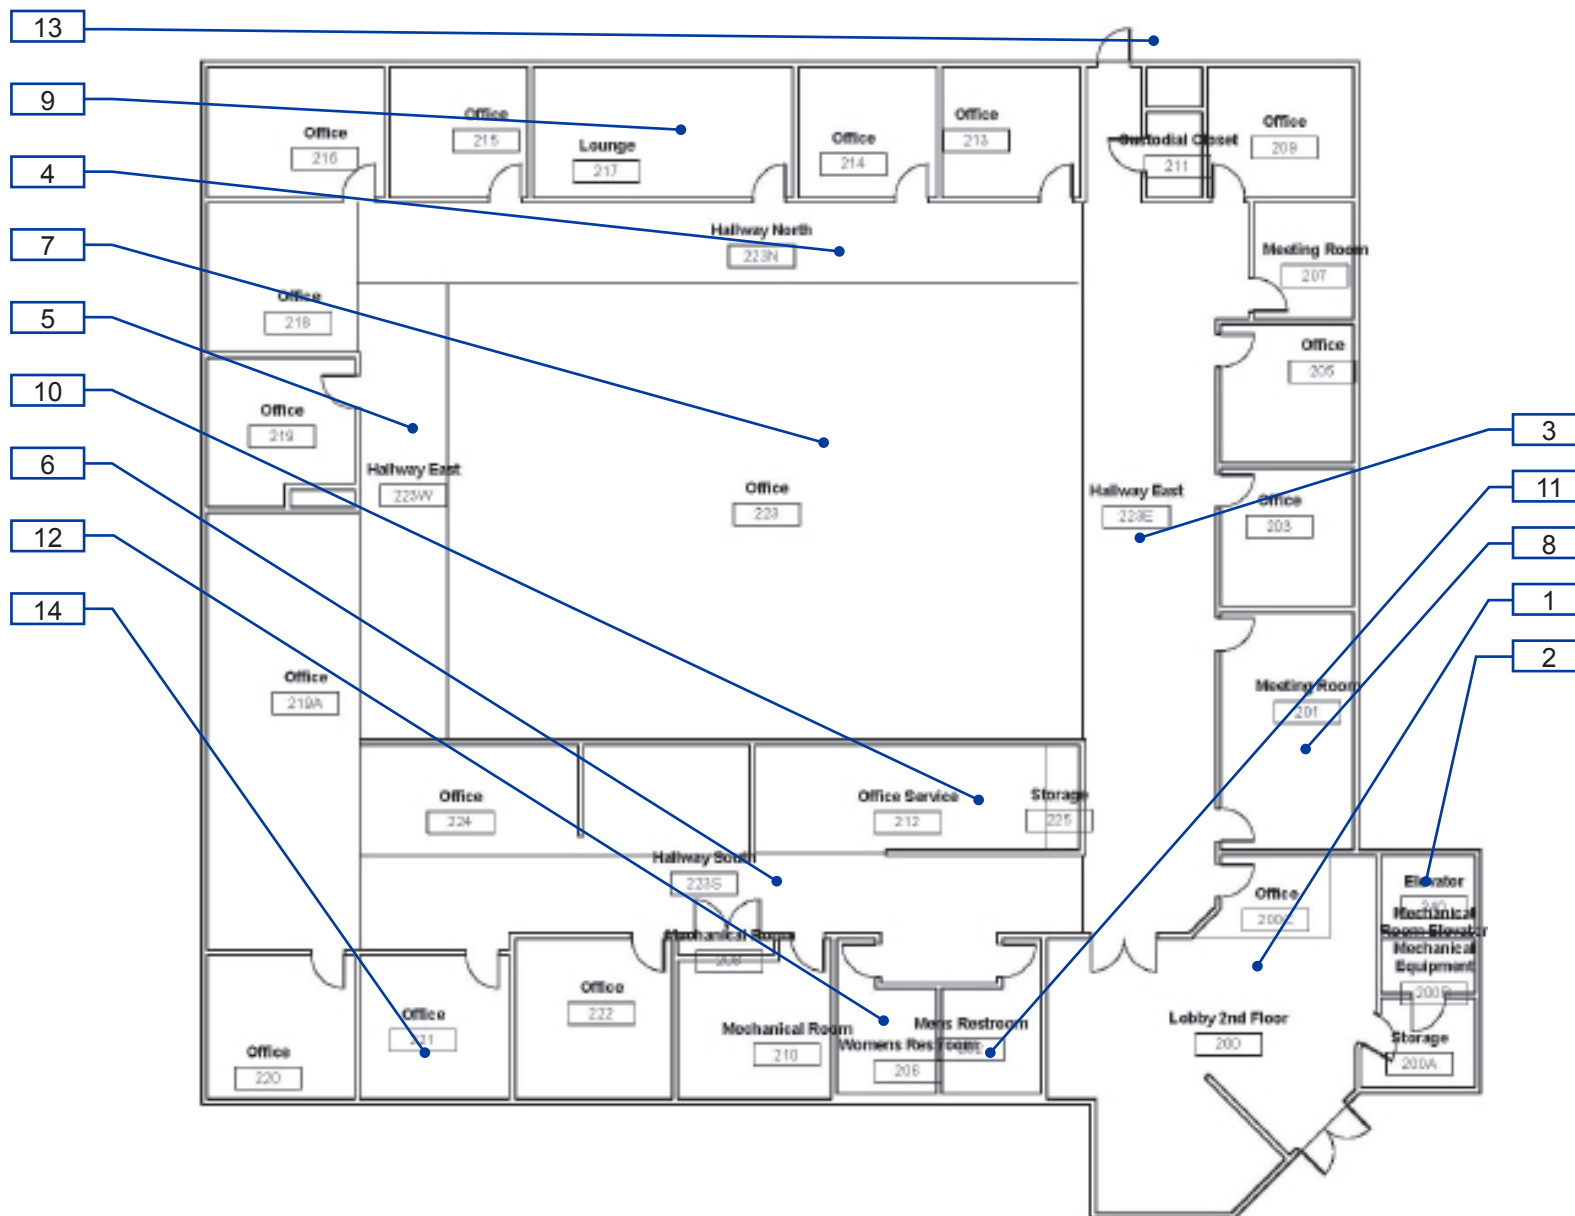 13
9
4
7
5
10
6
12
14
3
11
8
1
2
Office
216
Office
215
Lounge
217
Office
214
Office
213
Custodial Closet
211
Office
209
Hallway North
223N
Meeting Room
207
Office
218
Office
205
Office
219
Hallway East
223W
Office
223
Hallway East
223E
Office
203
Office
219A
Meeting Room
201
Office
224
Office Service
212
Storage
225
Hallway South
223S
Office
Elevator
Mechanical
Room Elevator
Mechanical Room
208
Mechanical
Equipment
Office
222
Office
221
Office
220
Mechanical Room
210
Mens Restroom
Womens Restroom
206
Lobby 2nd Floor
200
Storage
200A